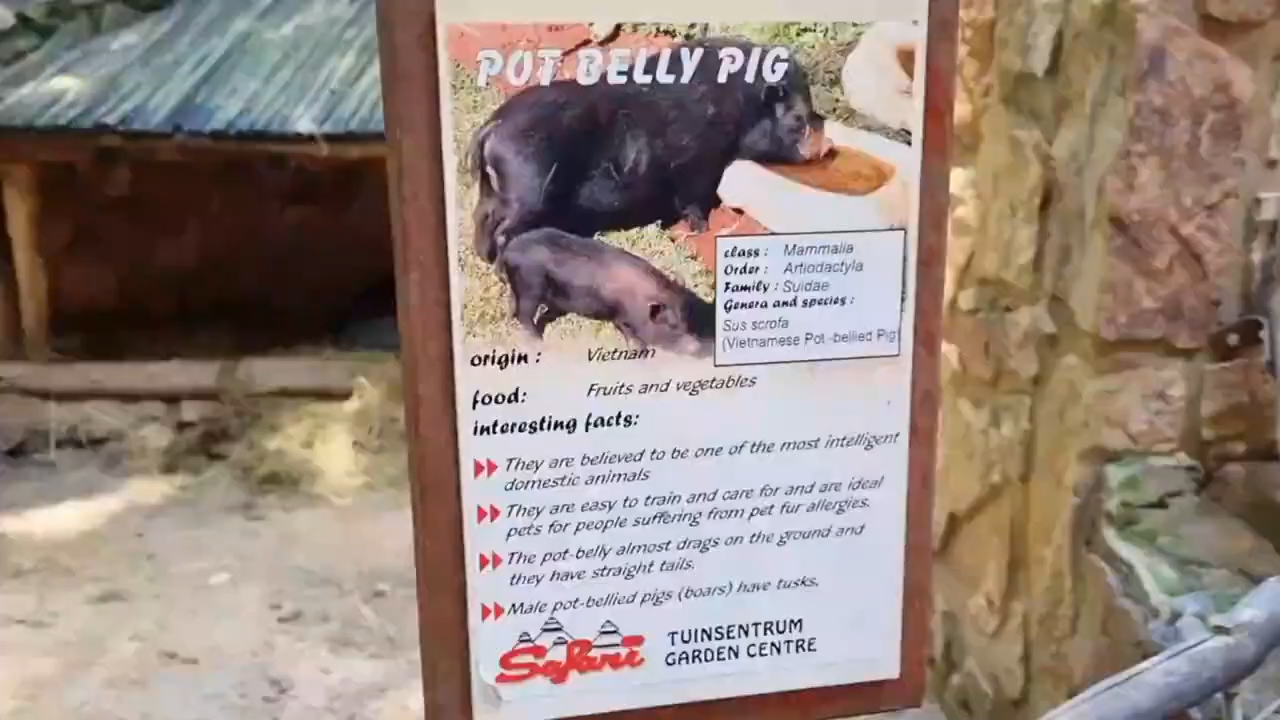 POT BELLY PIG
class : Mammalia
Order : Artiodactyla
Family : Suidae
Genera and species :
Sus scrofa
(Vietnamese Pot -bellied Pig
origin : Vietnam
food: Fruits and vegetables
interesting facts:
They are believed to be one of the most intelligent
domestic animals
They are easy to train and care for and are ideal
pets for people suffering from pet fur allergies.
The pot-belly almost drags on the ground and
they have straight tails.
Male pot-bellied pigs (boars) have tusks.
Safari
TUINSENTRUM
GARDEN CENTRE